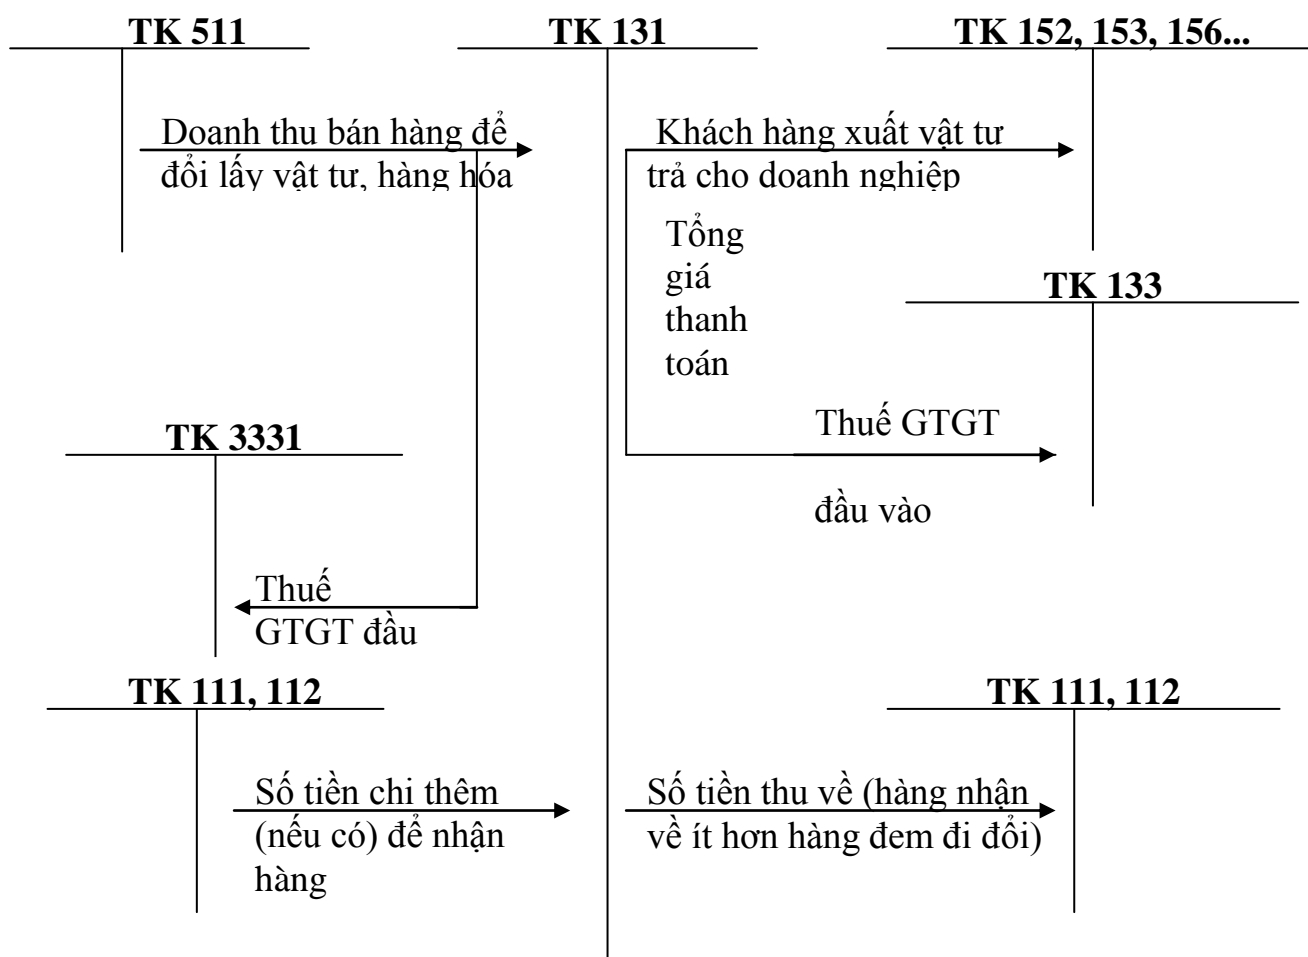 TK 511
TK 131
TK 152, 153, 156...
Doanh thu bán hàng để
đổi lấy vật tư, hàng hóa
Khách hàng xuất vật tư
trả cho doanh nghiệp
Tổng
giá
thanh
toán
TK 133
TK 3331
Thuế GTGT
đầu vào
Thuế
GTGT đầu
TK 111, 112
TK 111, 112
Số tiền chi thêm
(nếu có) để nhận
hàng
Số tiền thu về (hàng nhận
về ít hơn hàng đem đi đổi)